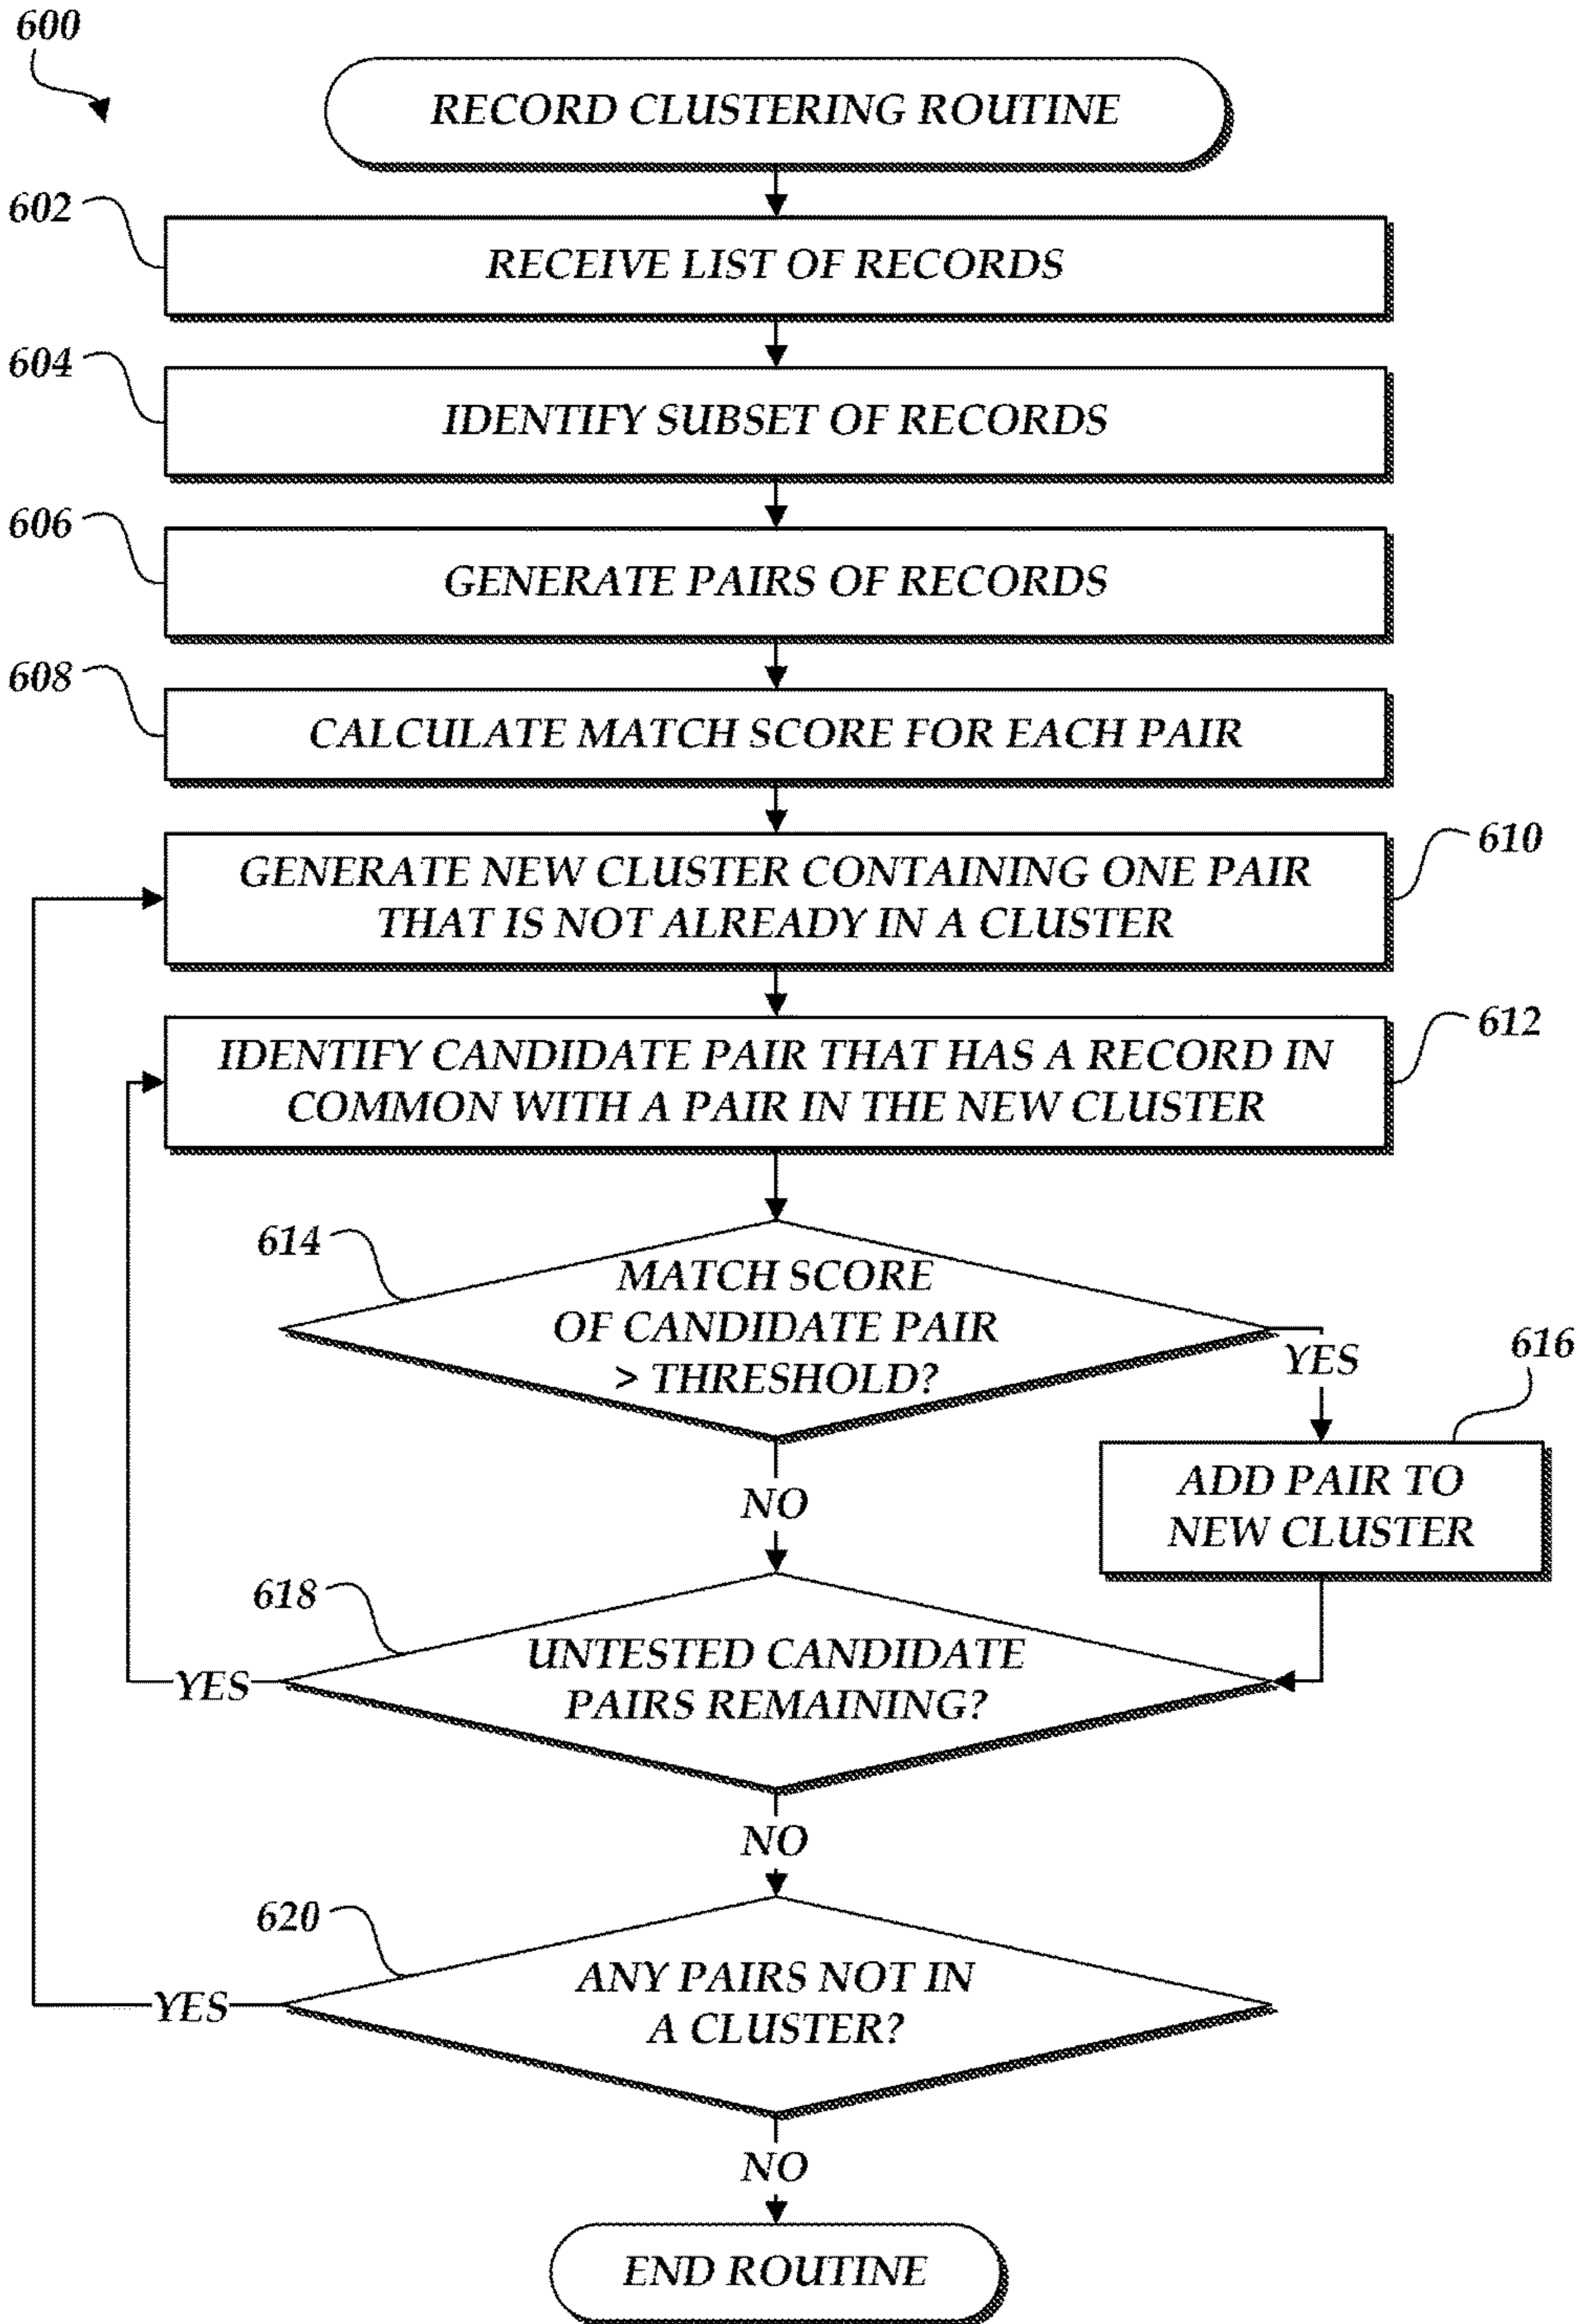 600
RECORD CLUSTERING ROUTINE
602
RECEIVE LIST OF RECORDS
604
IDENTIFY SUBSET OF RECORDS
606
GENERATE PAIRS OF RECORDS
608
CALCULATE MATCH SCORE FOR EACH PAIR
610
GENERATE NEW CLUSTER CONTAINING ONE PAIR
THAT IS NOT ALREADY IN A CLUSTER
612
IDENTIFY CANDIDATE PAIR THAT HAS A RECORD IN
COMMON WITH A PAIR IN THE NEW CLUSTER
614
MATCH SCORE
OF CANDIDATE PAIR
> THRESHOLD?
YES
616
ADD PAIR TO
NEW CLUSTER
NO
618
UNTESTED CANDIDATE
PAIRS REMAINING?
YES
NO
620
ANY PAIRS NOT IN
A CLUSTER?
YES
NO
END ROUTINE